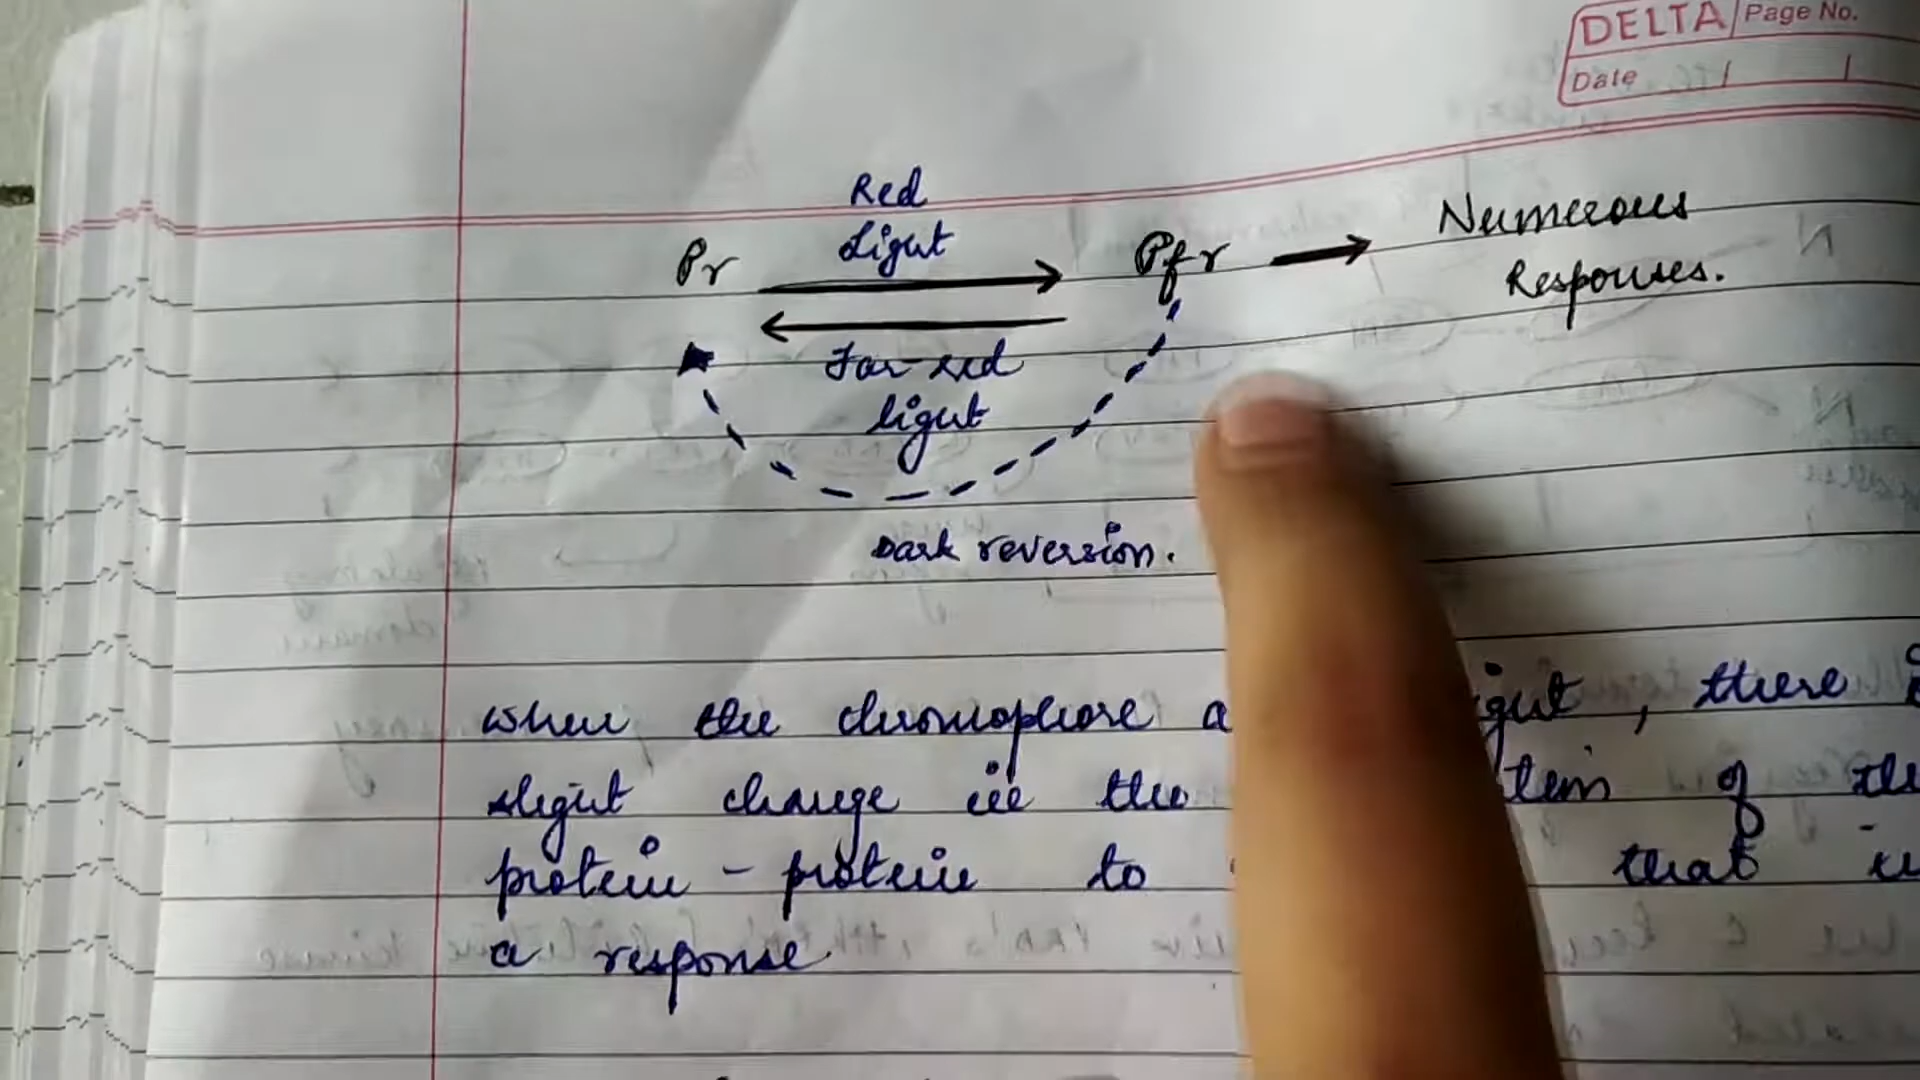 DELTA Page No.
Date / /
Red
Light
Pr
Pfr
Numerous
Responses.
Far-red
light
Dark reversion.
when the chromophore a , there
slight change in the of the
protein - protein to that
a response